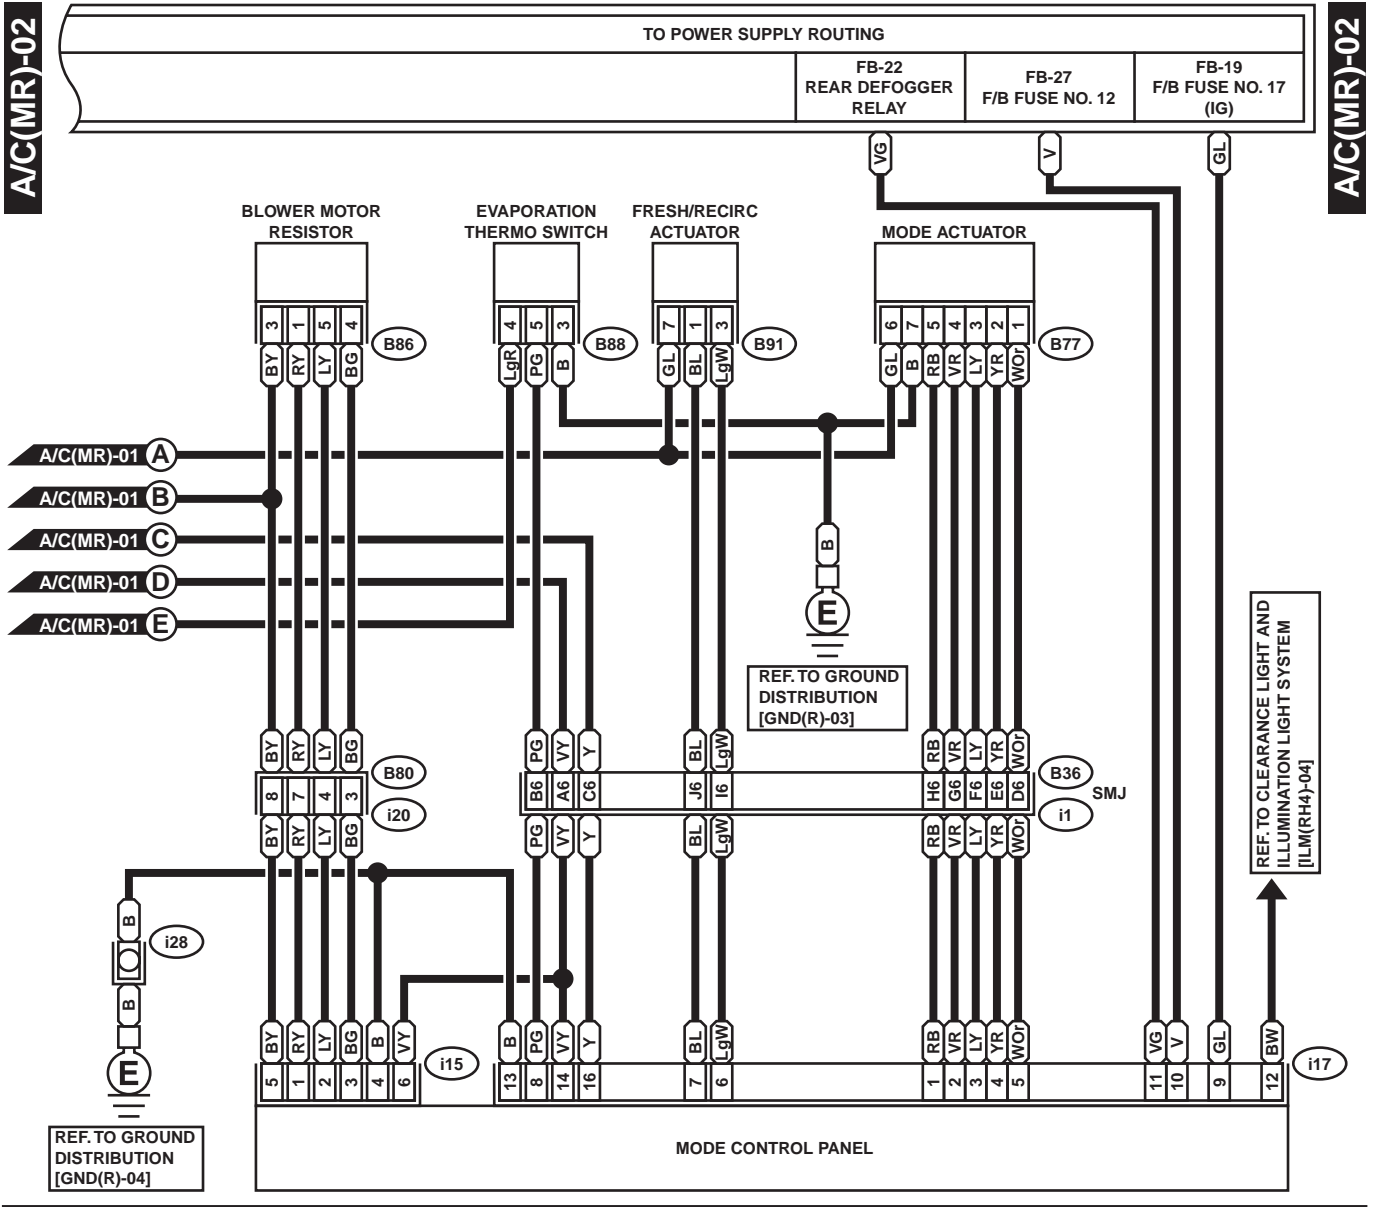 A/C(MR)-02
A/C(MR)-02
TO POWER SUPPLY ROUTING
FB-22
REAR DEFOGGER
RELAY
FB-27
F/B FUSE NO. 12
FB-19
F/B FUSE NO. 17
(IG)
VG
V
GL
BLOWER MOTOR
RESISTOR
EVAPORATION
THERMO SWITCH
FRESH/RECIRC
ACTUATOR
MODE ACTUATOR
3 1 5 4
B86
4 5 3
B88
7 1 3
B91
6 7 5 4 3 2 1
B77
BY RY LY BG
LgR PG B
GL BL LgW
GL B RB VR LY YR WOr
A/C(MR)-01 A
A/C(MR)-01 B
A/C(MR)-01 C
A/C(MR)-01 D
A/C(MR)-01 E
B
E
REF. TO GROUND
DISTRIBUTION
[GND(R)-03]
REF. TO CLEARANCE LIGHT AND
ILLUMINATION LIGHT SYSTEM
[ILM(RH4)-04]
BY RY LY BG
PG VY Y
BL LgW
RB VR LY YR WOr
8 7 4 3
B80
i20
B6 A6 C6
J6 I6
H6 G6 F6 E6 D6
B36
SMJ
i1
BY RY LY BG
PG VY Y
BL LgW
RB VR LY YR WOr
B
i28
B
E
REF. TO GROUND
DISTRIBUTION
[GND(R)-04]
BY RY LY BG B VY
B PG VY Y
BL LgW
RB VR LY YR WOr
VG V GL BW
5 1 2 3 4 6
i15
13 8 14 16
7 6
1 2 3 4 5
11 10 9 12
i17
MODE CONTROL PANEL